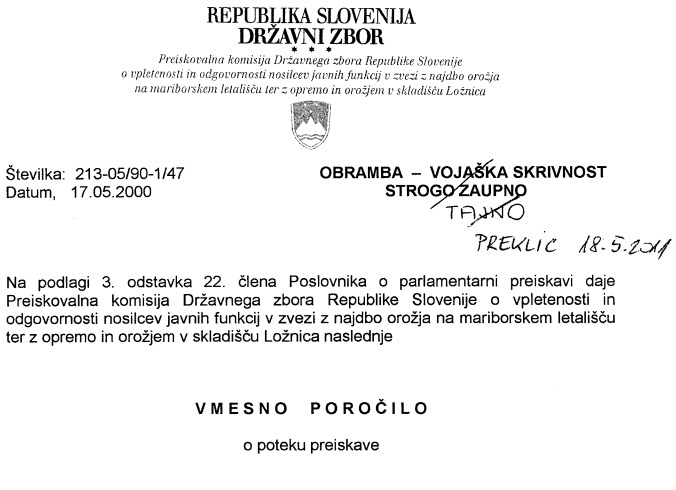 REPUBLIKA SLOVENIJA
DRŽAVNI ZBOR
* * *
Preiskovalna komisija Državnega zbora Republike Slovenije
o vpletenosti in odgovornosti nosilcev javnih funkcij v zvezi z najdbo orožja
na mariborskem letališču ter z opremo in orožjem v skladišču Ložnica
Številka: 213-05/90-1/47
Datum, 17.05.2000
OBRAMBA – VOJAŠKA SKRIVNOST
STROGO ZAUPNO
TAJNO
PREKLIC 18.5.2011
Na podlagi 3. odstavka 22. člena Poslovnika o parlamentarni preiskavi daje
Preiskovalna komisija Državnega zbora Republike Slovenije o vpletenosti in
odgovornosti nosilcev javnih funkcij v zvezi z najdbo orožja na mariborskem letališču
ter z opremo in orožjem v skladišču Ložnica naslednje
VMESNO POROČILO
o poteku preiskave